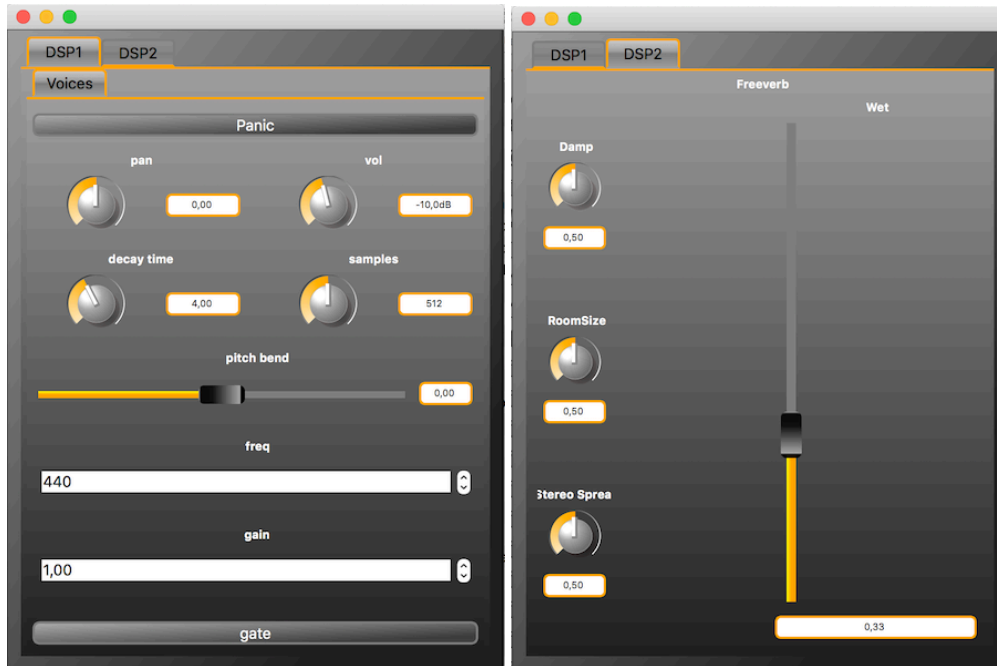 DSP1 DSP2
Voices
Panic
pan vol
0,00 -10,0dB
decay time samples
4,00 512
pitch bend
0,00
freq
440
gain
1,00
gate
DSP1 DSP2
Freeverb
Wet
Damp
0,50
RoomSize
0,50
Stereo Sprea
0,50
0,33